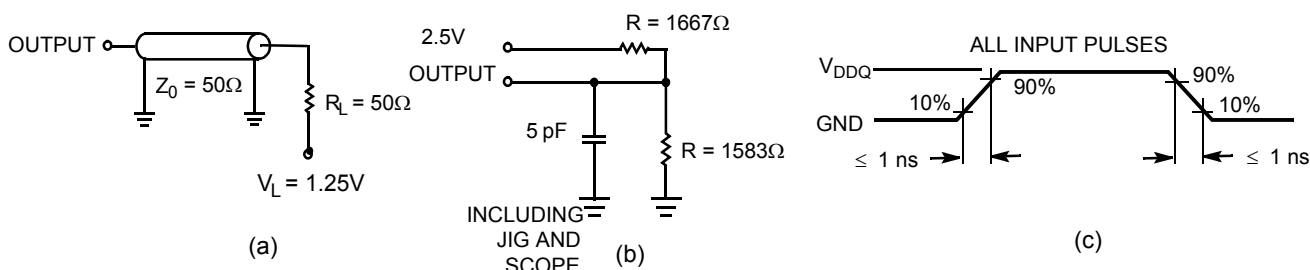 OUTPUT
Z0 = 50Ω
RL = 50Ω
VL = 1.25V
(a)
R = 1667Ω
2.5V
OUTPUT
5 pF
R = 1583Ω
INCLUDING
JIG AND
SCOPE
(b)
ALL INPUT PULSES
VDDQ
GND
10%
90%
90%
10%
≤ 1 ns
≤ 1 ns
(c)